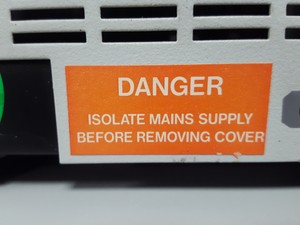 DANGER
ISOLATE MAINS SUPPLY
BEFORE REMOVING COVER